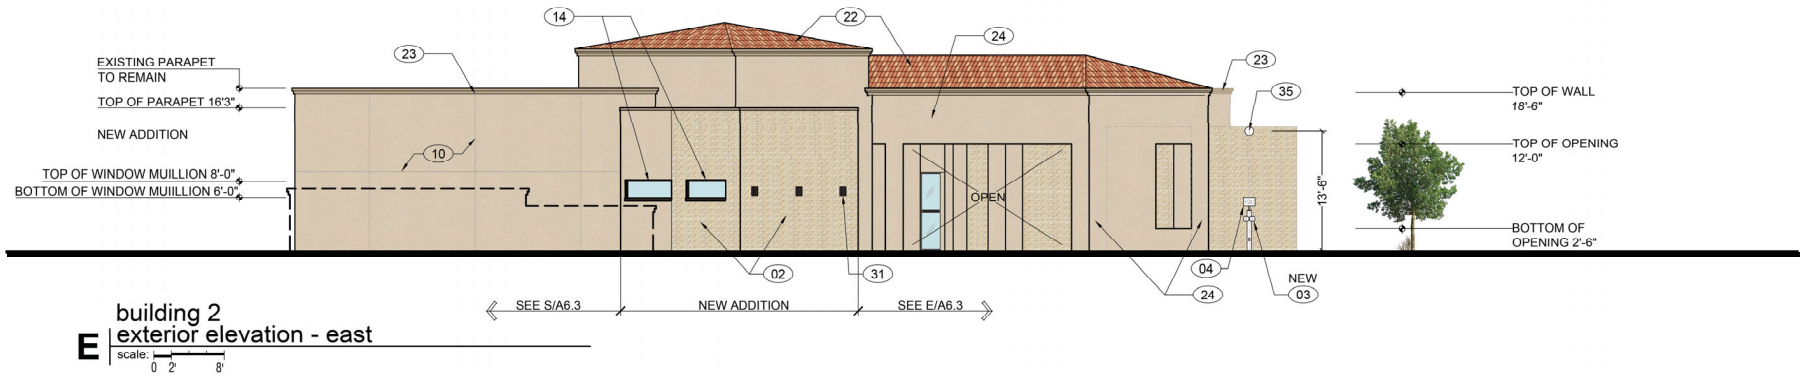 14
22
24
23
23
EXISTING PARAPET
TO REMAIN
TOP OF PARAPET 16'3"
NEW ADDITION
10
TOP OF WINDOW MUILLION 8'-0"
BOTTOM OF WINDOW MUIILLION 6'-0"
35
TOP OF WALL
18'-6"
TOP OF OPENING
12'-0"
13'-6"
OPEN
BOTTOM OF
OPENING 2'-6"
02
31
04
NEW
03
24
SEE S/A6.3
NEW ADDITION
SEE E/A6.3
building 2
E
exterior elevation - east
scale:
0 2' 8'